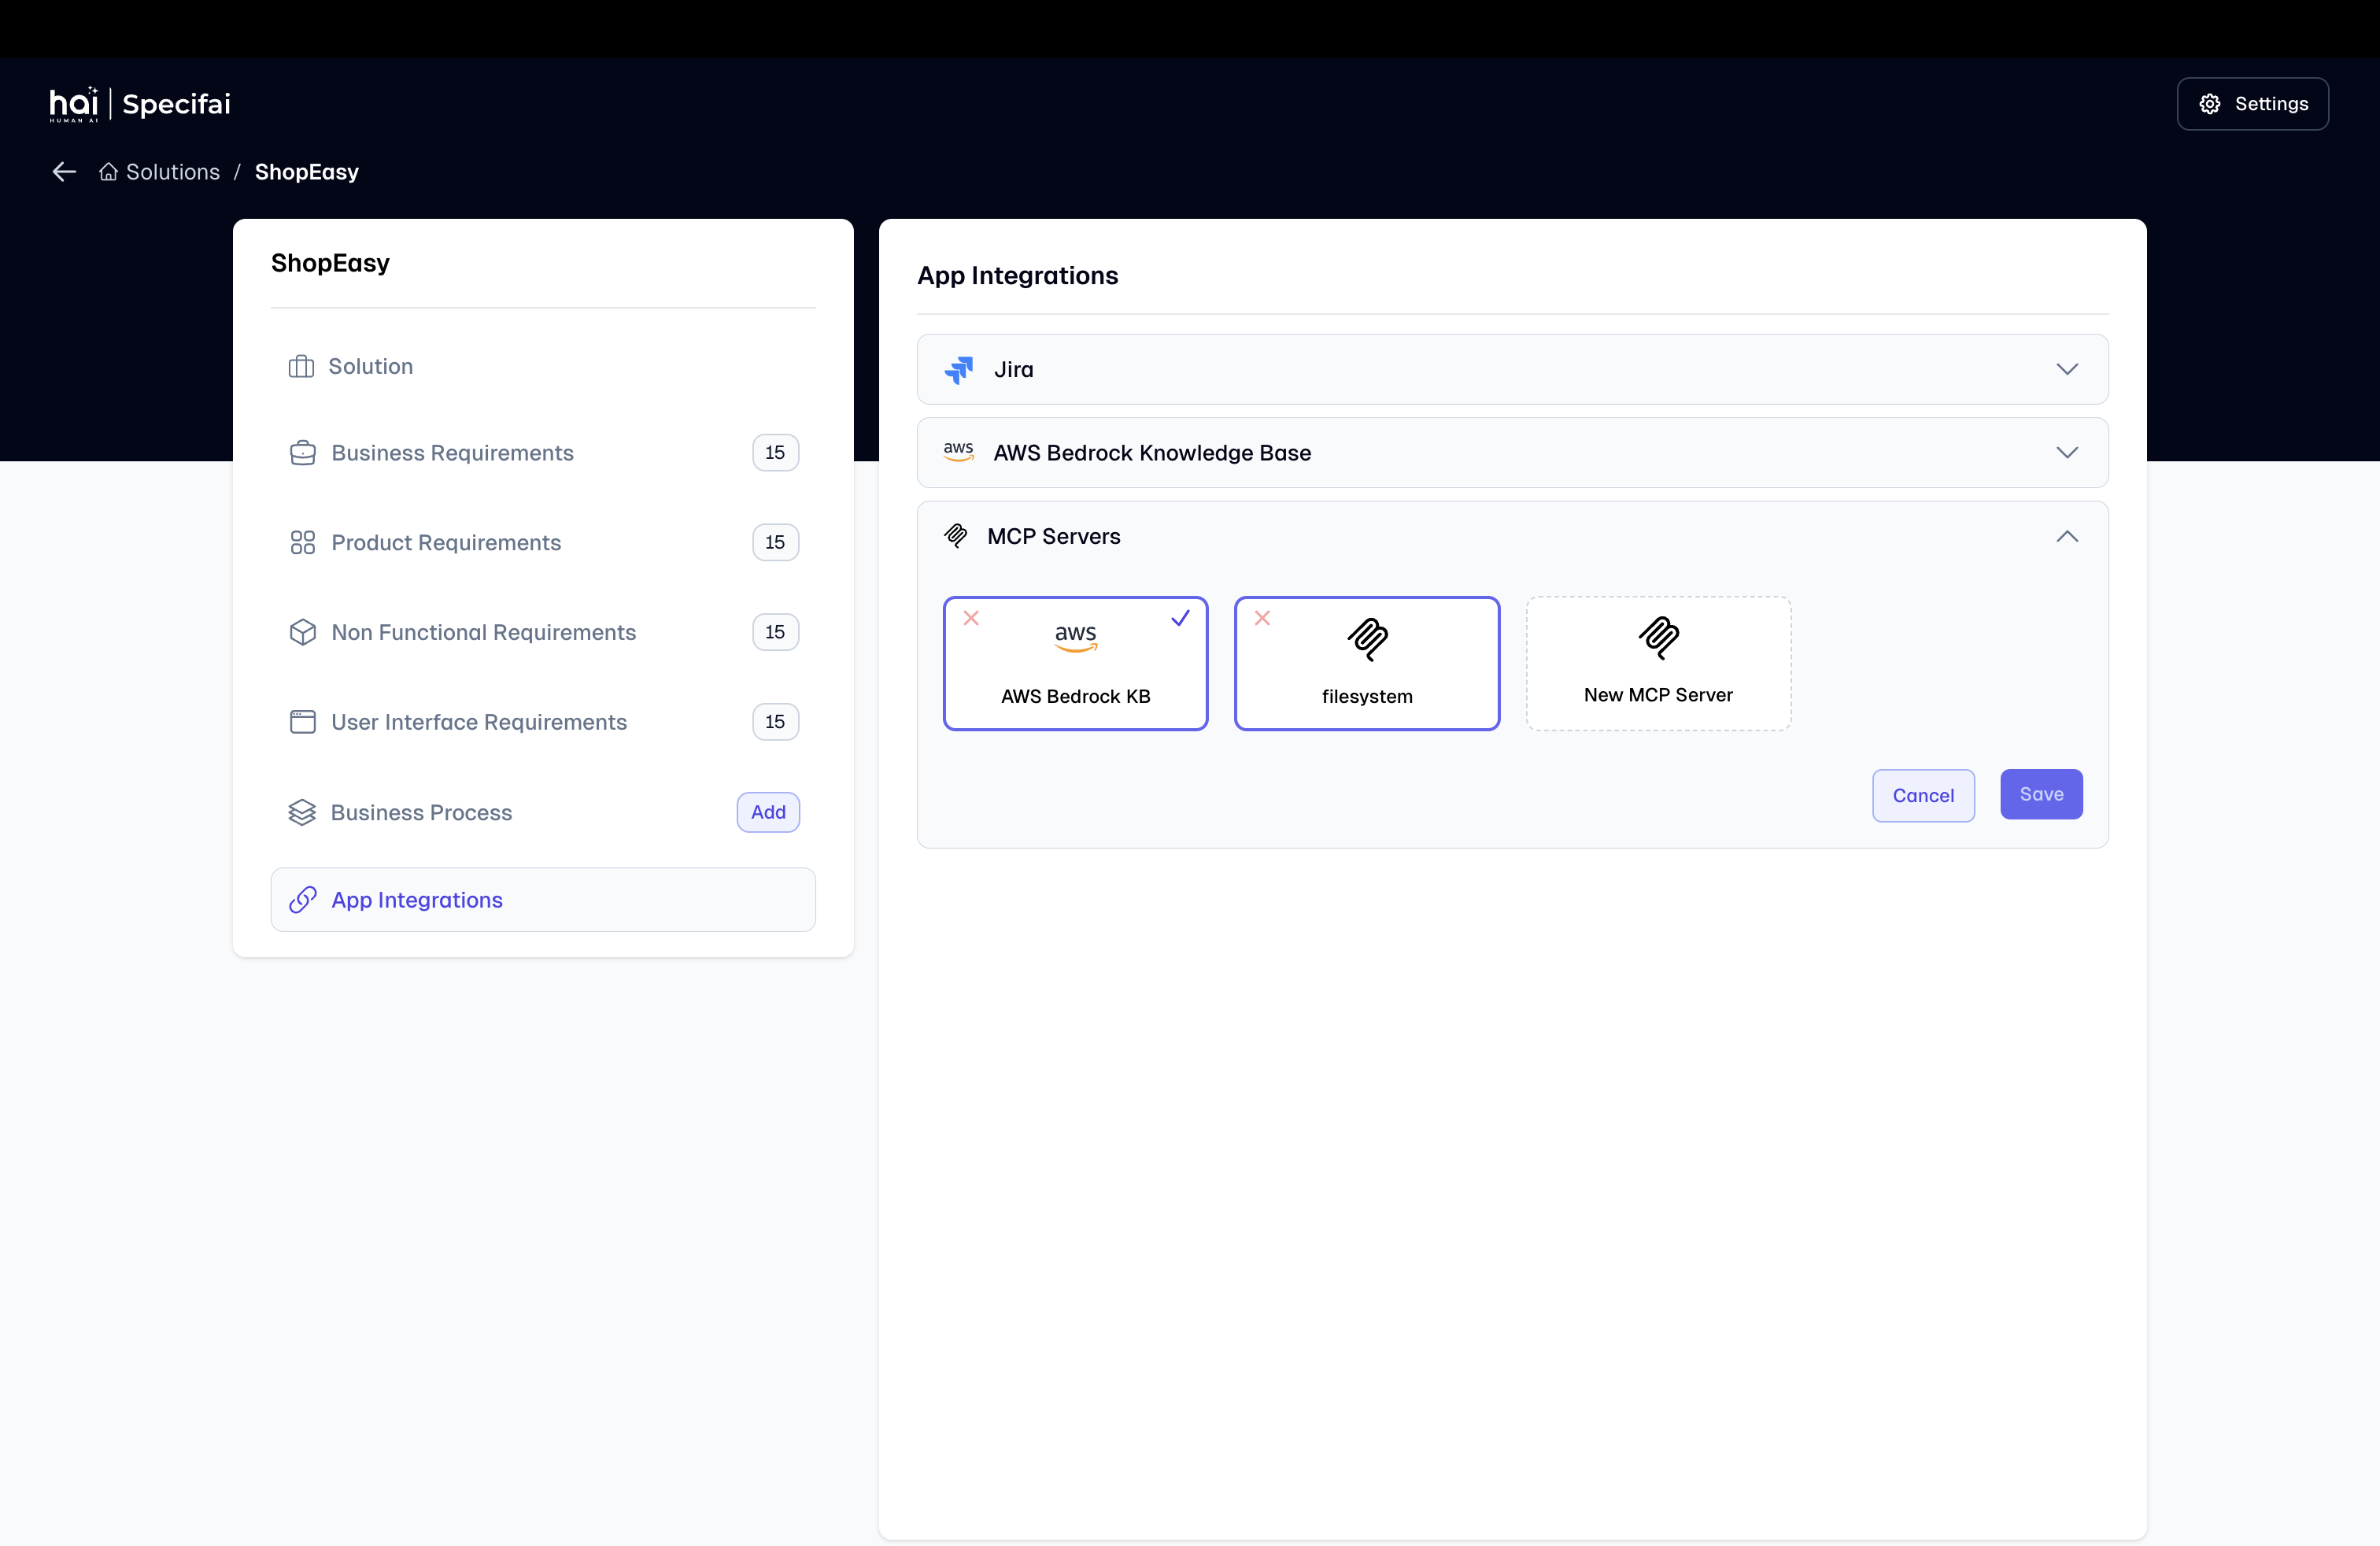 hai
HUMAN AI
Specifai
Settings
Solutions / ShopEasy
ShopEasy
Solution
Business Requirements 15
Product Requirements 15
Non Functional Requirements 15
User Interface Requirements 15
Business Process Add
App Integrations
App Integrations
Jira
aws AWS Bedrock Knowledge Base
MCP Servers
aws
AWS Bedrock KB
filesystem
New MCP Server
Cancel
Save